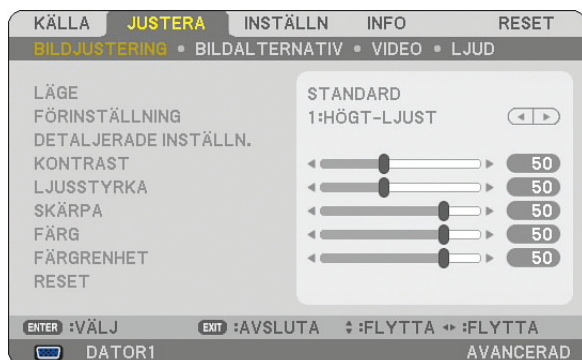 KÄLLA JUSTERA INSTÄLLN INFO RESET
BILDJUSTERING • BILDALTERNATIV • VIDEO • LJUD
LÄGE STANDARD
FÖRINSTÄLLNING 1:HÖGT-LJUST
DETALJERADE INSTÄLLN.
KONTRAST 50
LJUSSTYRKA 50
SKÄRPA 50
FÄRG 50
FÄRGRENHET 50
RESET
ENTER :VÄLJ EXIT :AVSLUTA :FLYTTA :FLYTTA
DATOR1 AVANCERAD